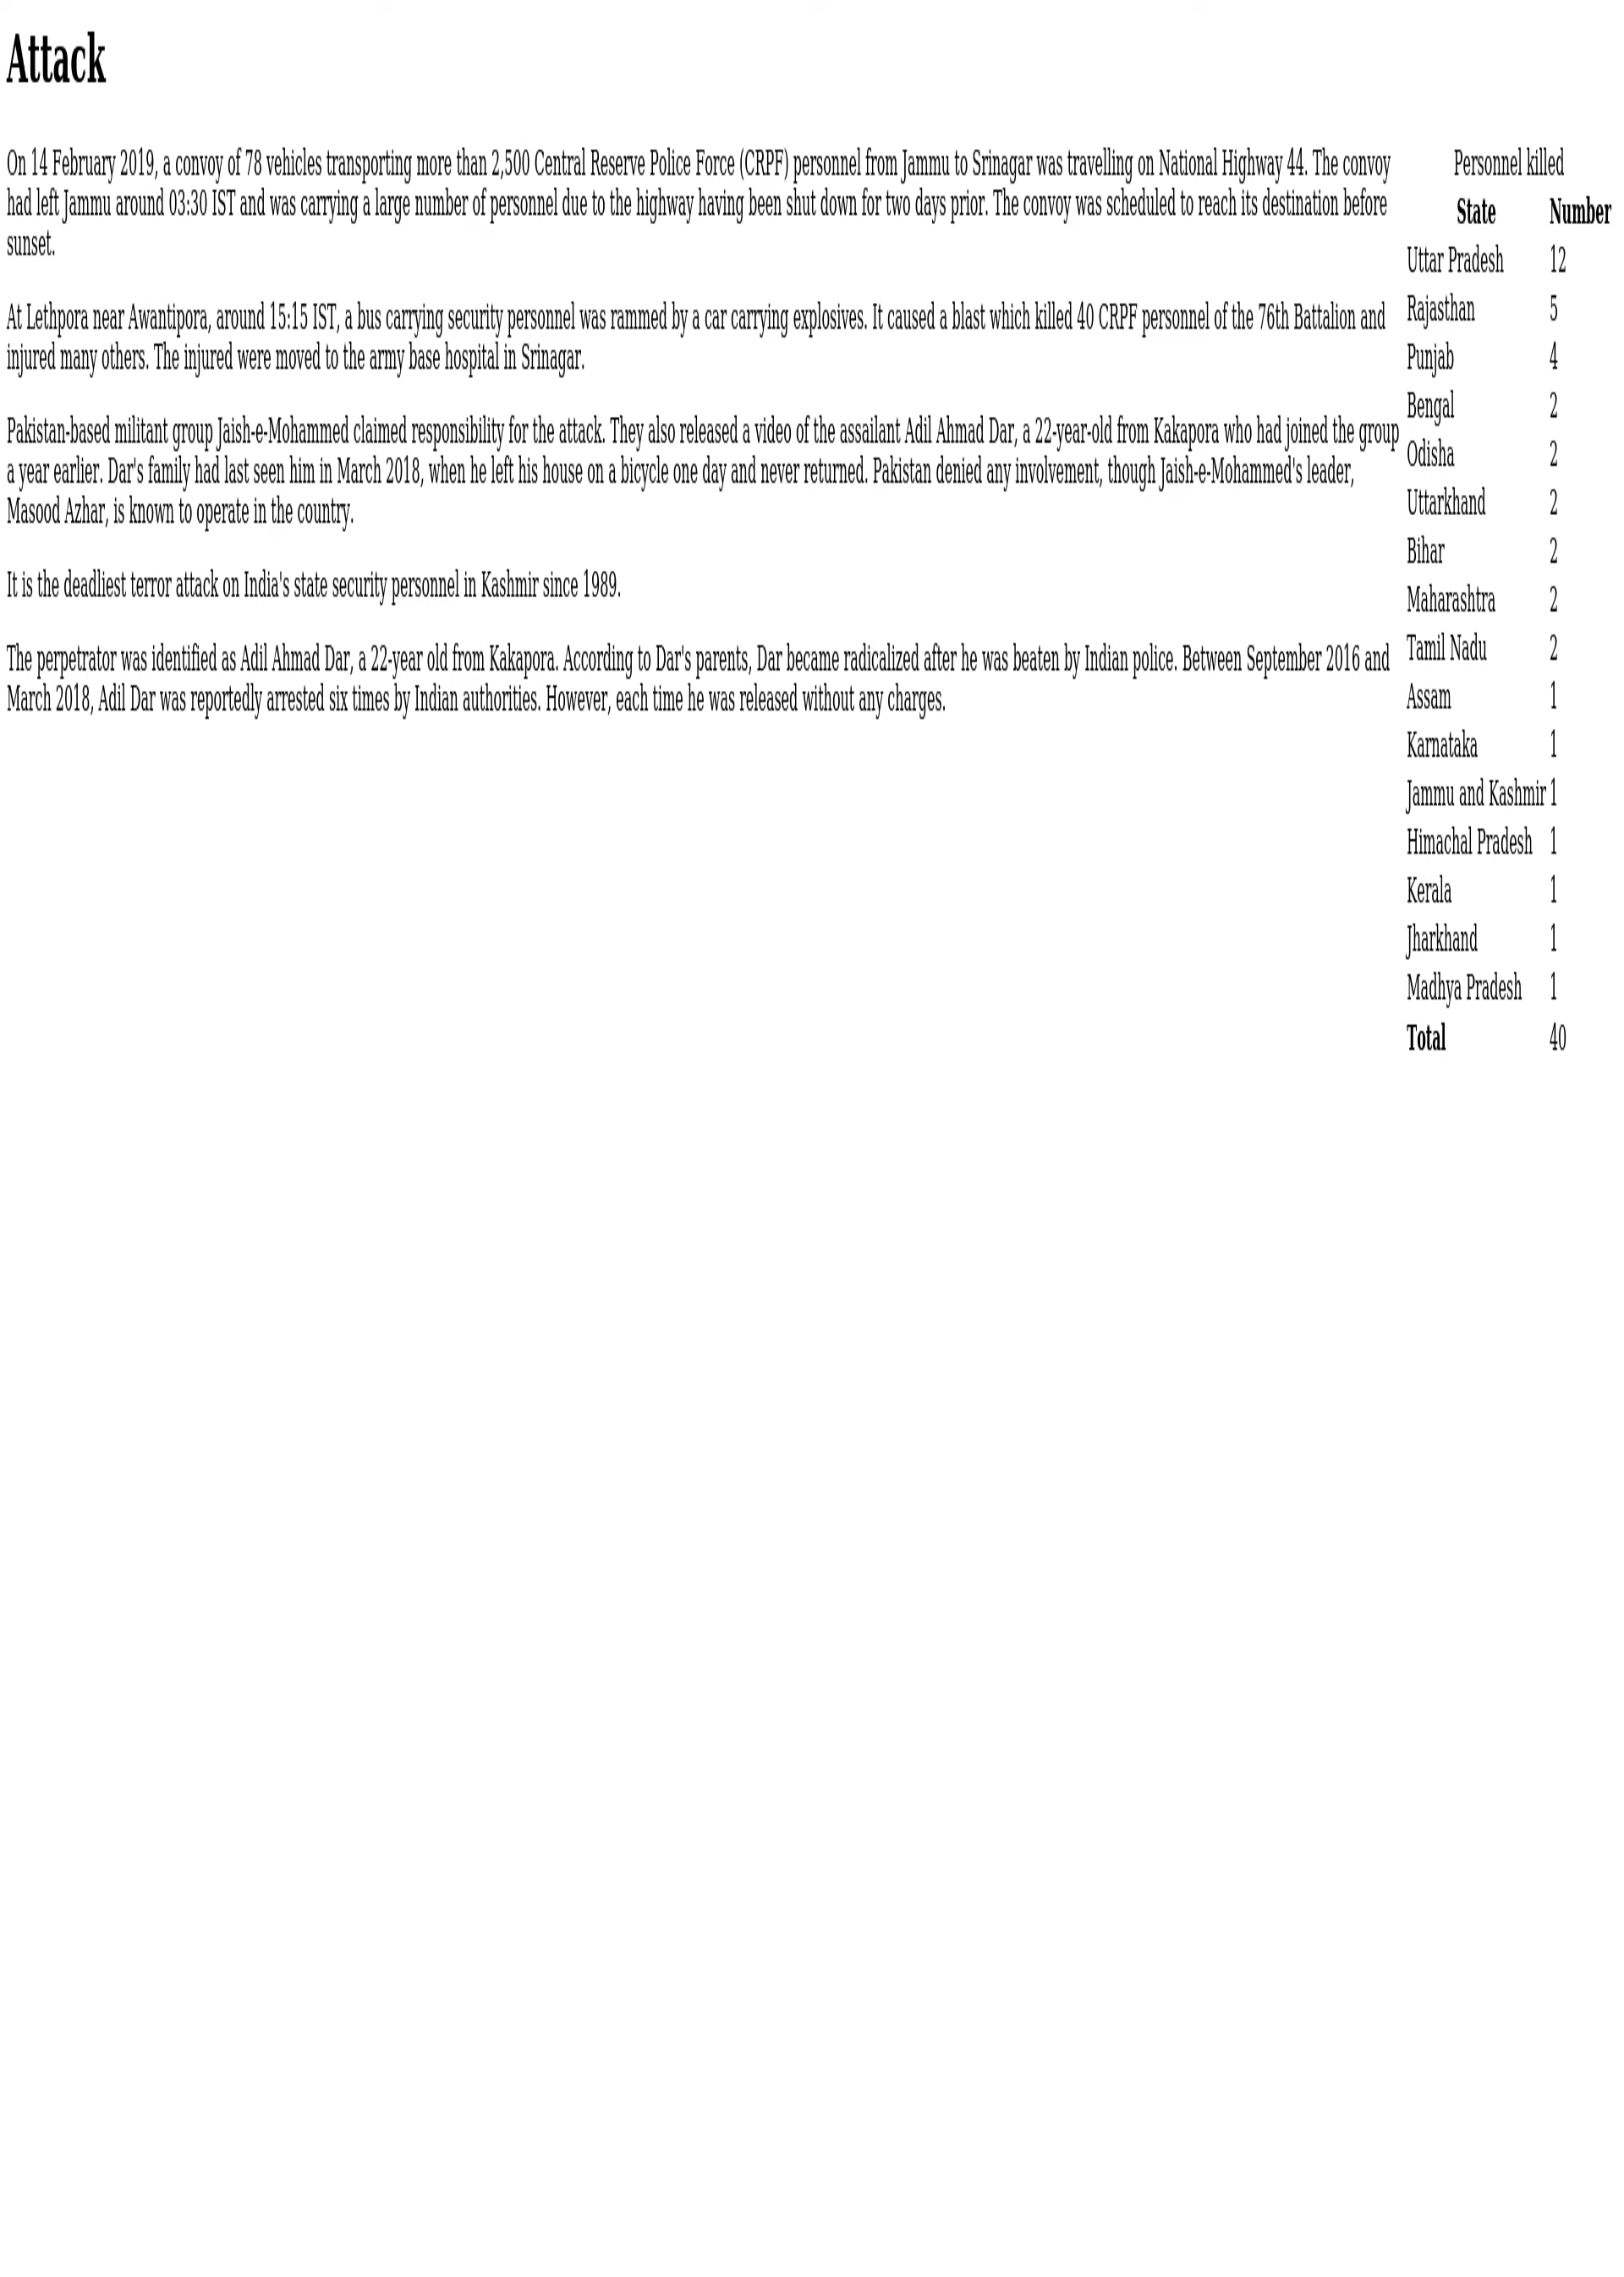 Attack
On 14 February 2019, a convoy of 78 vehicles transporting more than 2,500 Central Reserve Police Force (CRPF) personnel from Jammu to Srinagar was travelling on National Highway 44. The convoy
had left Jammu around 03:30 IST and was carrying a large number of personnel due to the highway having been shut down for two days prior. The convoy was scheduled to reach its destination before
sunset.
At Lethpora near Awantipora, around 15:15 IST, a bus carrying security personnel was rammed by a car carrying explosives. It caused a blast which killed 40 CRPF personnel of the 76th Battalion and
injured many others. The injured were moved to the army base hospital in Srinagar.
Pakistan-based militant group Jaish-e-Mohammed claimed responsibility for the attack. They also released a video of the assailant Adil Ahmad Dar, a 22-year-old from Kakapora who had joined the group
a year earlier. Dar's family had last seen him in March 2018, when he left his house on a bicycle one day and never returned. Pakistan denied any involvement, though Jaish-e-Mohammed's leader,
Masood Azhar, is known to operate in the country.
It is the deadliest terror attack on India's state security personnel in Kashmir since 1989.
The perpetrator was identified as Adil Ahmad Dar, a 22-year old from Kakapora. According to Dar's parents, Dar became radicalized after he was beaten by Indian police. Between September 2016 and
March 2018, Adil Dar was reportedly arrested six times by Indian authorities. However, each time he was released without any charges.
Personnel killed
State Number
Uttar Pradesh 12
Rajasthan 5
Punjab 4
Bengal 2
Odisha 2
Uttarkhand 2
Bihar 2
Maharashtra 2
Tamil Nadu 2
Assam 1
Karnataka 1
Jammu and Kashmir 1
Himachal Pradesh 1
Kerala 1
Jharkhand 1
Madhya Pradesh 1
Total 40